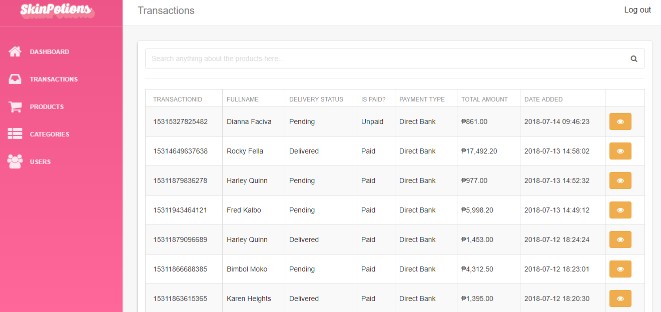 SkinPotions
Transactions
Log out
DASHBOARD
TRANSACTIONS
PRODUCTS
CATEGORIES
USERS
Search anything about the products here.
TRANSACTIONID FULLNAME DELIVERY STATUS IS PAID? PAYMENT TYPE TOTAL AMOUNT DATE ADDED
15315327825482 Dianna Faciva Pending Unpaid Direct Bank ₱861.00 2018-07-14 09:46:23
15314649837638 Rocky Fella Delivered Paid Direct Bank ₱17,492.20 2018-07-13 14:58:02
15311879836278 Harley Quinn Pending Paid Direct Bank ₱977.00 2018-07-13 14:52:32
15311943464121 Fred Kalbo Pending Paid Direct Bank ₱5,998.20 2018-07-13 14:49:12
15311879096689 Harley Quinn Delivered Paid Direct Bank ₱1,453.00 2018-07-12 18:24:24
15311866688385 Bimbol Moko Pending Paid Direct Bank ₱4,312.50 2018-07-12 18:23:01
15311863615365 Karen Heights Delivered Paid Direct Bank ₱1,395.00 2018-07-12 18:20:30